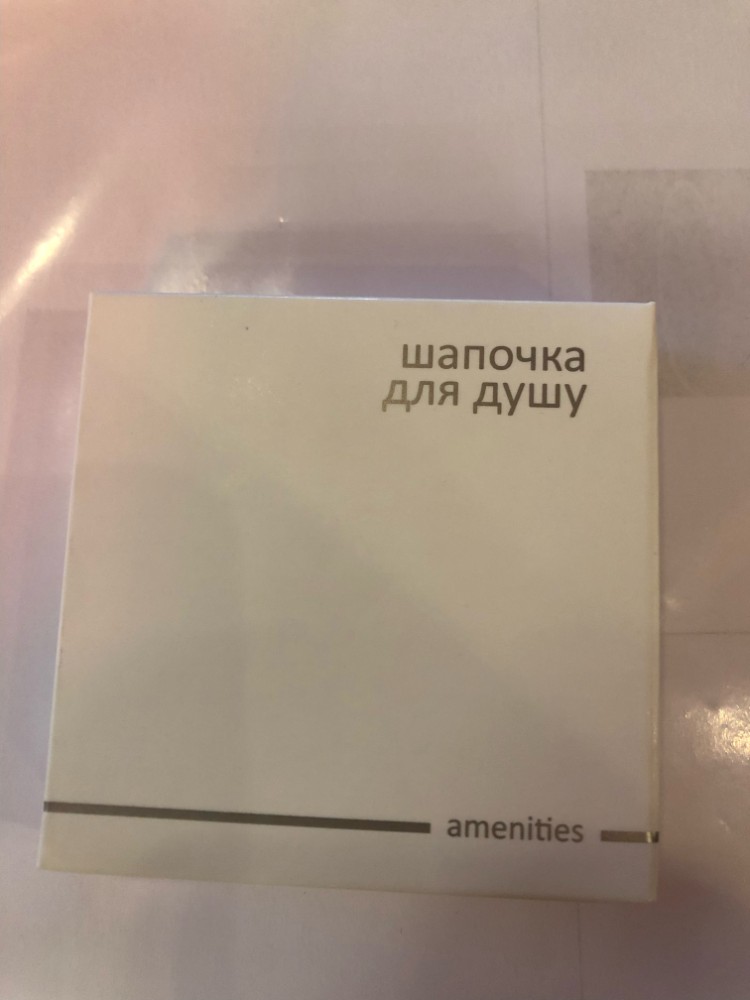 шапочка
для душу
amenities